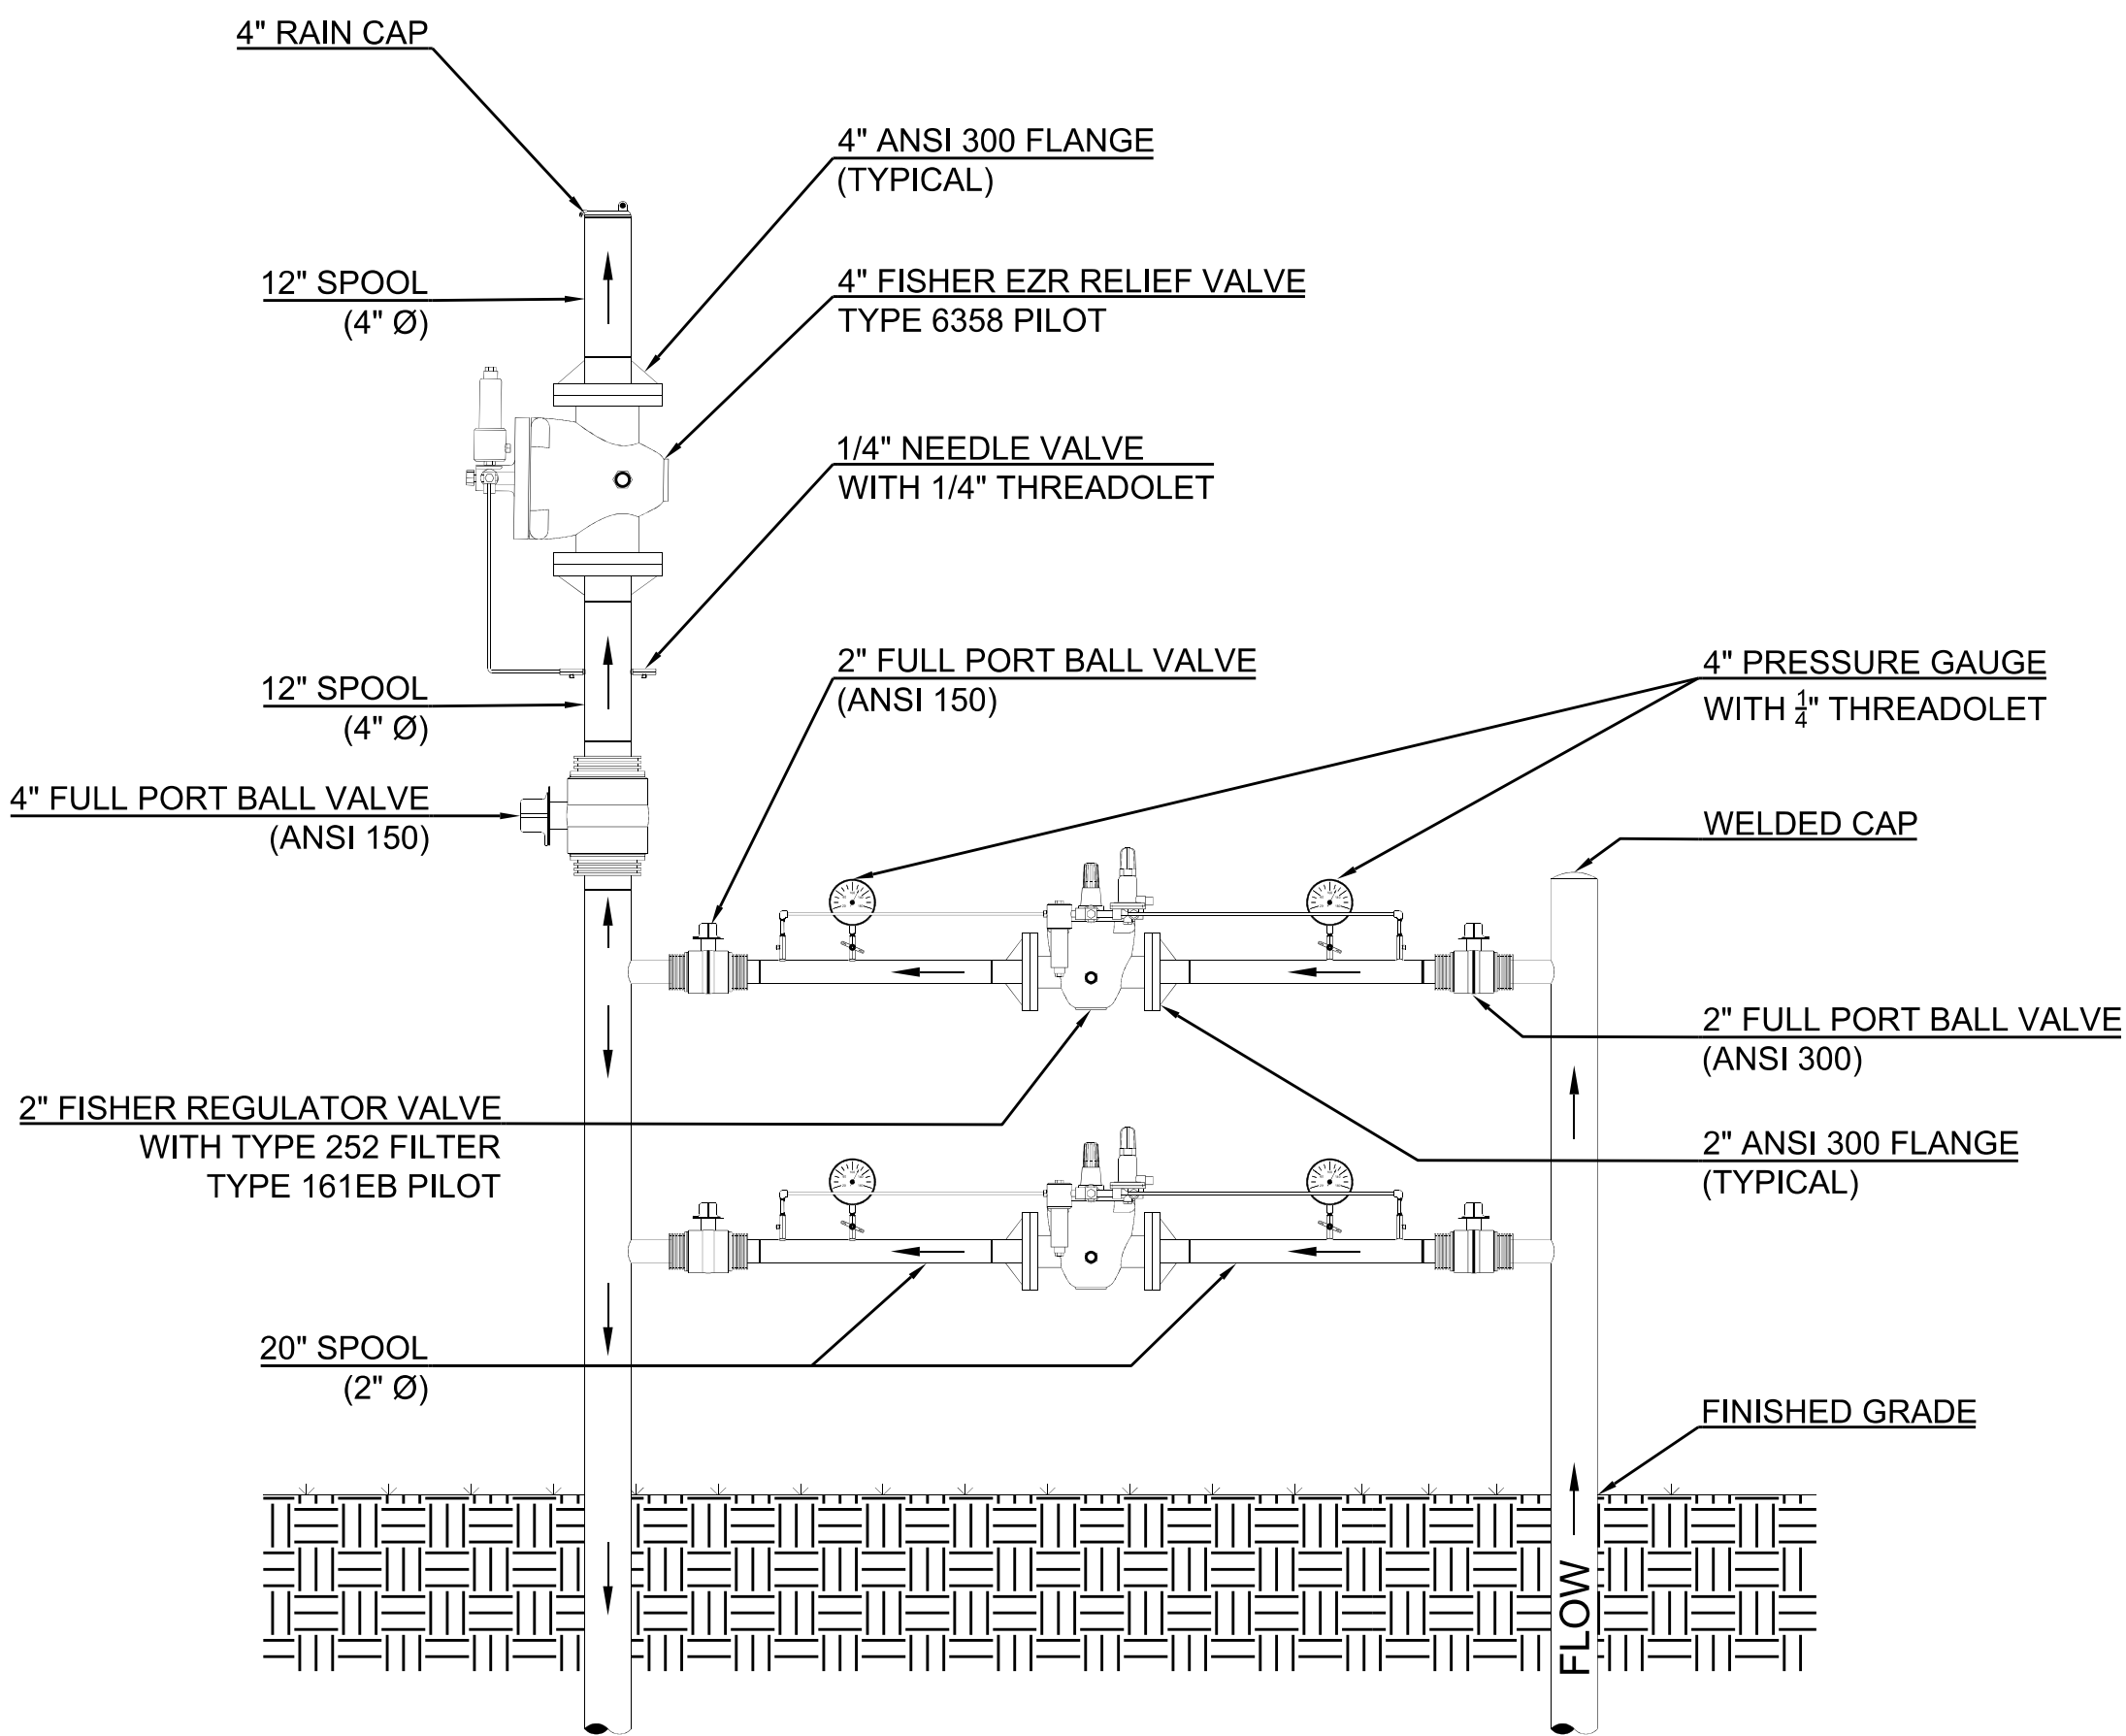 4" RAIN CAP
4" ANSI 300 FLANGE
(TYPICAL)
12" SPOOL
(4" Ø)
4" FISHER EZR RELIEF VALVE
TYPE 6358 PILOT
1/4" NEEDLE VALVE
WITH 1/4" THREADOLET
12" SPOOL
(4" Ø)
2" FULL PORT BALL VALVE
(ANSI 150)
4" PRESSURE GAUGE
WITH 1/4" THREADOLET
4" FULL PORT BALL VALVE
(ANSI 150)
WELDED CAP
2" FULL PORT BALL VALVE
(ANSI 300)
2" FISHER REGULATOR VALVE
WITH TYPE 252 FILTER
TYPE 161EB PILOT
2" ANSI 300 FLANGE
(TYPICAL)
20" SPOOL
(2" Ø)
FINISHED GRADE
FLOW